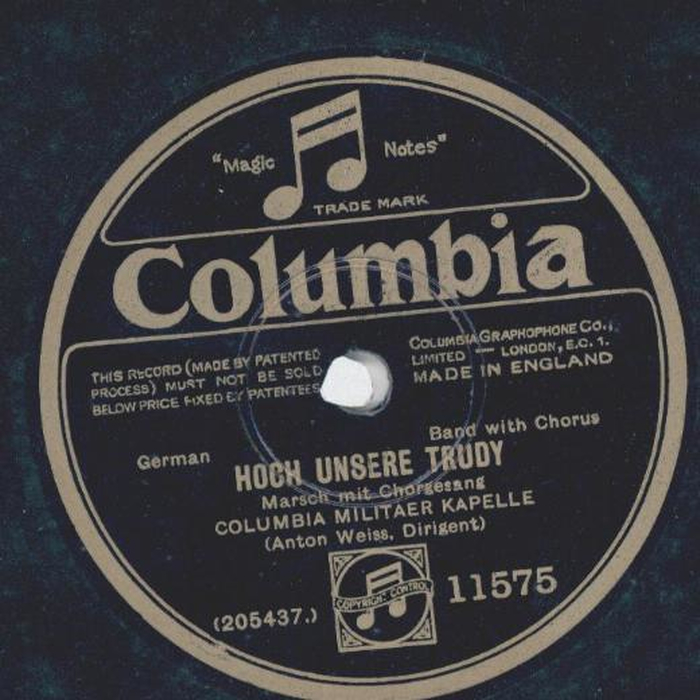 "Magic Notes"
TRADE MARK
Columbia
THIS RECORD (MADE BY PATENTED
PROCESS) MUST NOT BE SOLD
BELOW PRICE FIXED BY PATENTEES
COLUMBIA GRAPHOPHONE CO.,
LIMITED — LONDON, E.C. 1.
MADE IN ENGLAND
German
Band with Chorus
HOCH UNSERE TRUDY
Marsch mit Chorgesang
COLUMBIA MILITAER KAPELLE
(Anton Weiss, Dirigent)
COPYRIGHT CONTROL
(205437.)
11575